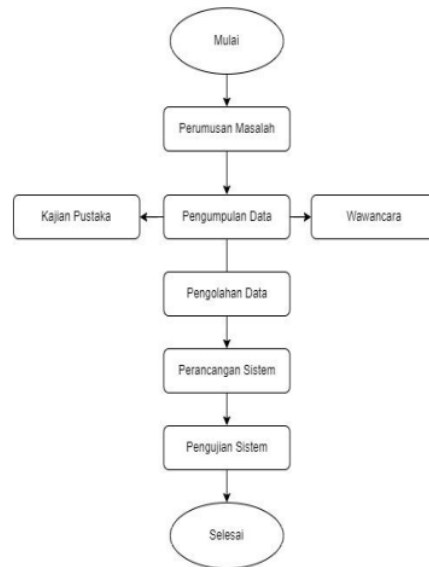 Mulai
Perumusan Masalah
Kajian Pustaka
Pengumpulan Data
Wawancara
Pengolahan Data
Perancangan Sistem
Pengujian Sistem
Selesai